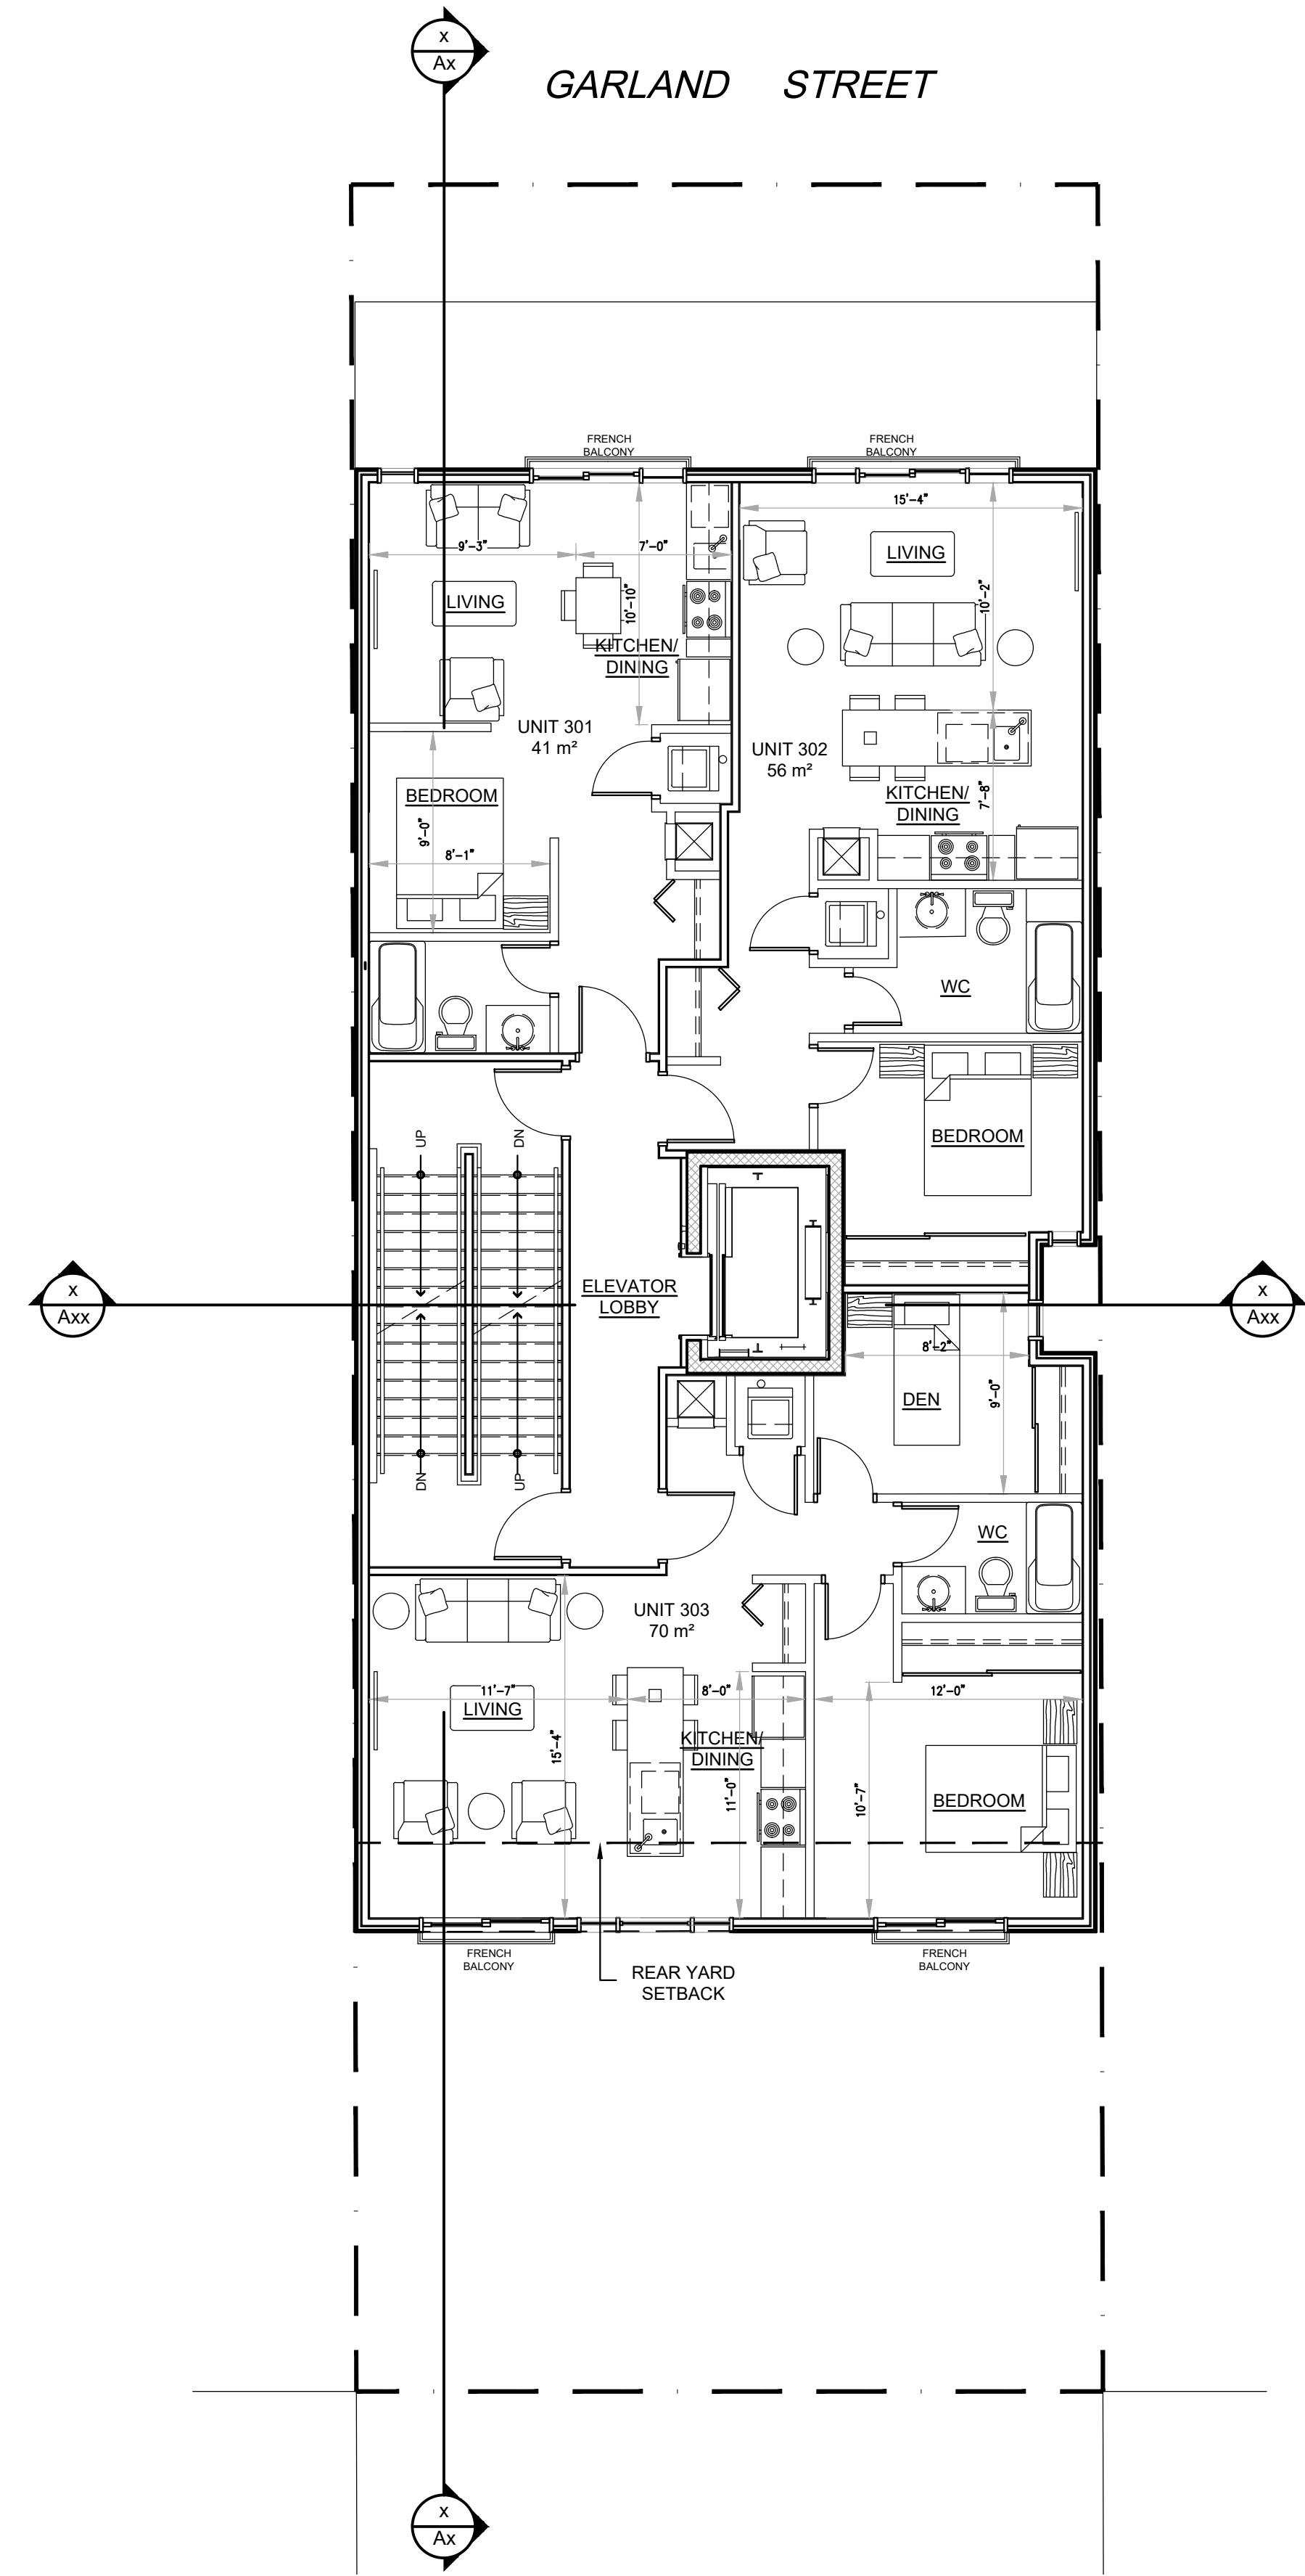 x
Ax
GARLAND STREET
FRENCH
BALCONY
FRENCH
BALCONY
15'-4"
9'-3"
7'-0"
LIVING
10'-10"
10'-2"
LIVING
KITCHEN/
DINING
UNIT 301
41 m²
UNIT 302
56 m²
BEDROOM
KITCHEN/
DINING
7'-8"
9'-0"
8'-1"
WC
UP
DN
BEDROOM
x
Axx
ELEVATOR
LOBBY
x
Axx
8'-2"
DEN
9'-0"
DN
UP
WC
UNIT 303
70 m²
11'-7"
8'-0"
12'-0"
LIVING
15'-4"
KITCHEN/
DINING
11'-0"
10'-7"
BEDROOM
FRENCH
BALCONY
FRENCH
BALCONY
REAR YARD
SETBACK
x
Ax